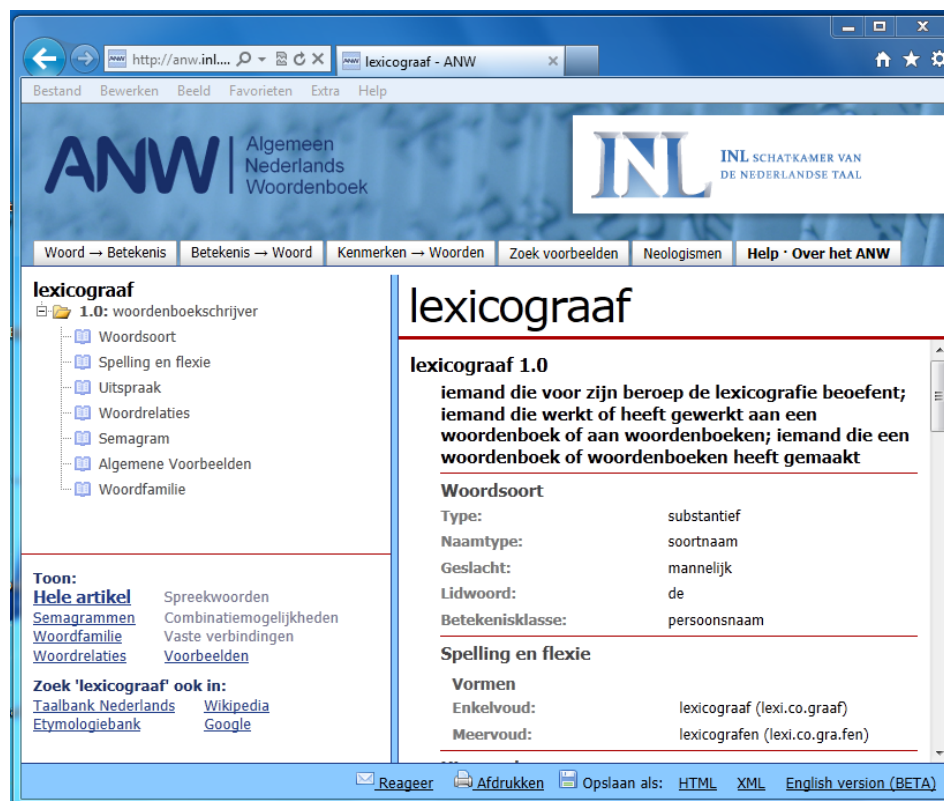 http://anw.inl....
lexicograaf - ANW
Bestand Bewerken Beeld Favorieten Extra Help
ANW
Algemeen
Nederlands
Woordenboek
INL
INL SCHATKAMER VAN
DE NEDERLANDSE TAAL
Woord → Betekenis
Betekenis → Woord
Kenmerken → Woorden
Zoek voorbeelden
Neologismen
Help · Over het ANW
lexicograaf
1.0: woordenboekschrijver
Woordsoort
Spelling en flexie
Uitspraak
Woordrelaties
Semagram
Algemene Voorbeelden
Woordfamilie
Toon:
Hele artikel Spreekwoorden
Semagrammen Combinatiemogelijkheden
Woordfamilie Vaste verbindingen
Woordrelaties Voorbeelden
Zoek 'lexicograaf' ook in:
Taalbank Nederlands Wikipedia
Etymologiebank Google
lexicograaf
lexicograaf 1.0
iemand die voor zijn beroep de lexicografie beoefent;
iemand die werkt of heeft gewerkt aan een
woordenboek of aan woordenboeken; iemand die een
woordenboek of woordenboeken heeft gemaakt
Woordsoort
Type: substantief
Naamtype: soortnaam
Geslacht: mannelijk
Lidwoord: de
Betekenisklasse: persoonsnaam
Spelling en flexie
Vormen
Enkelvoud: lexicograaf (lexi.co.graaf)
Meervoud: lexicografen (lexi.co.gra.fen)
Reageer Afdrukken Opslaan als: HTML XML English version (BETA)